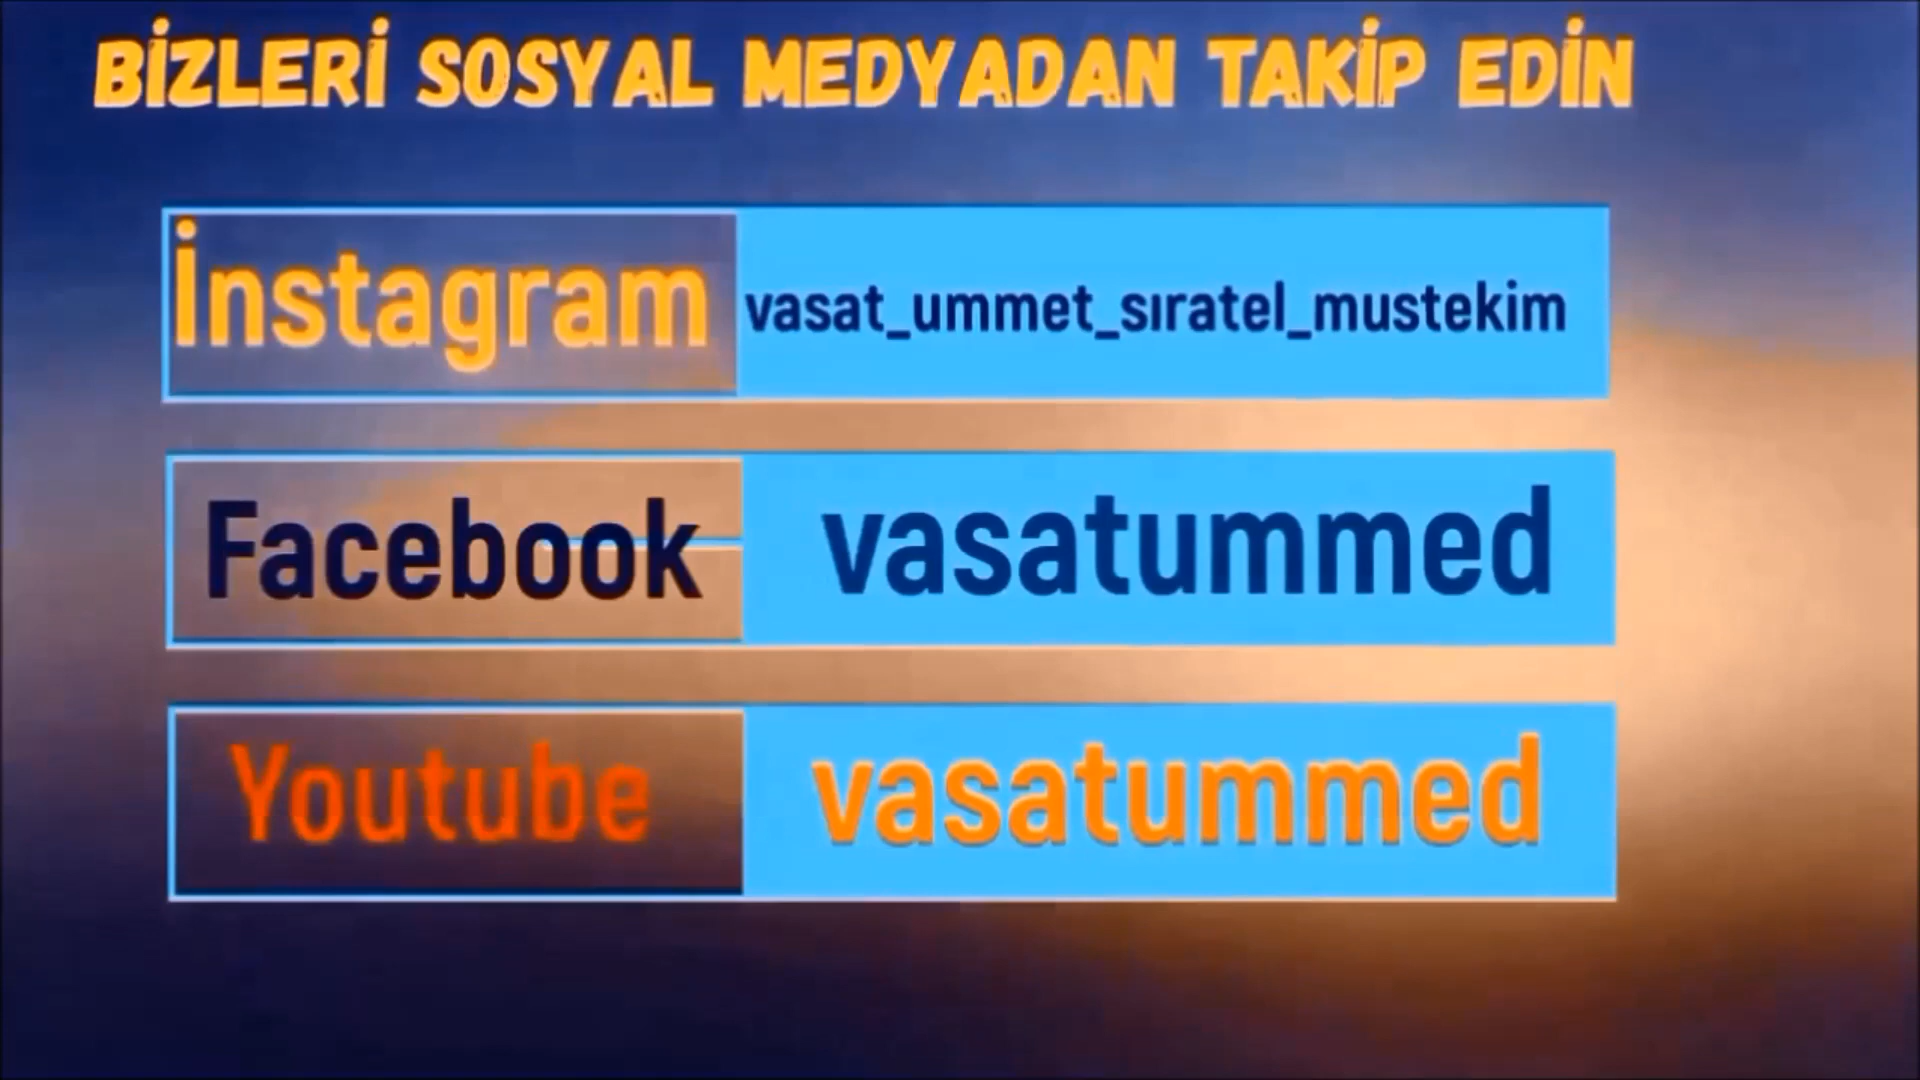 BİZLERİ SOSYAL MEDYADAN TAKİP EDİN
İnstagram vasat_ummet_sıratel_mustekim
Facebook vasatummed
Youtube vasatummed